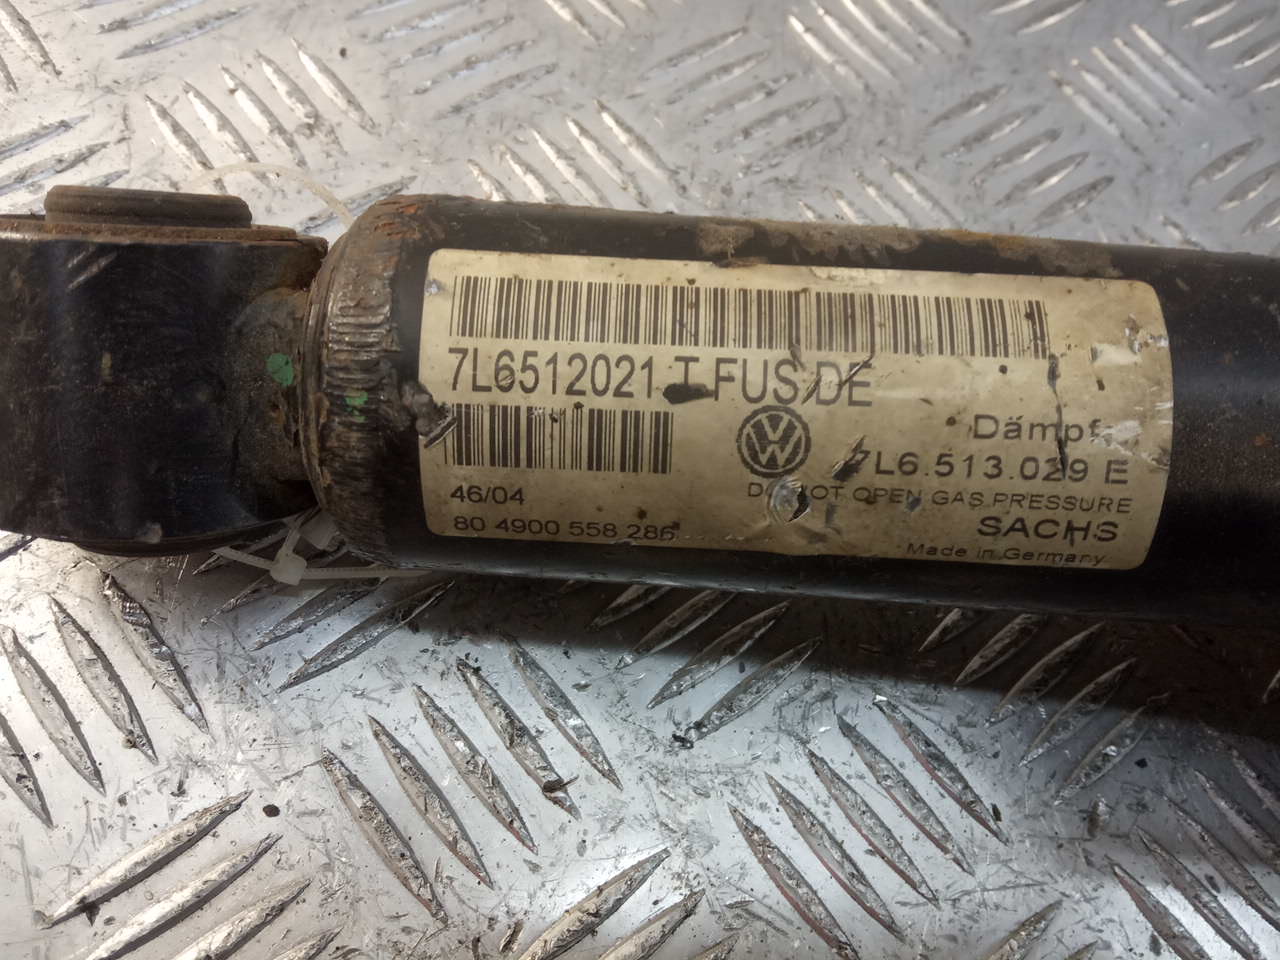 7L6512021 T FUS DE
Dämpf
VW
7L6.513.029 E
46/04
DO NOT OPEN GAS PRESSURE
80 4900 558 286
SACHS
Made in Germany